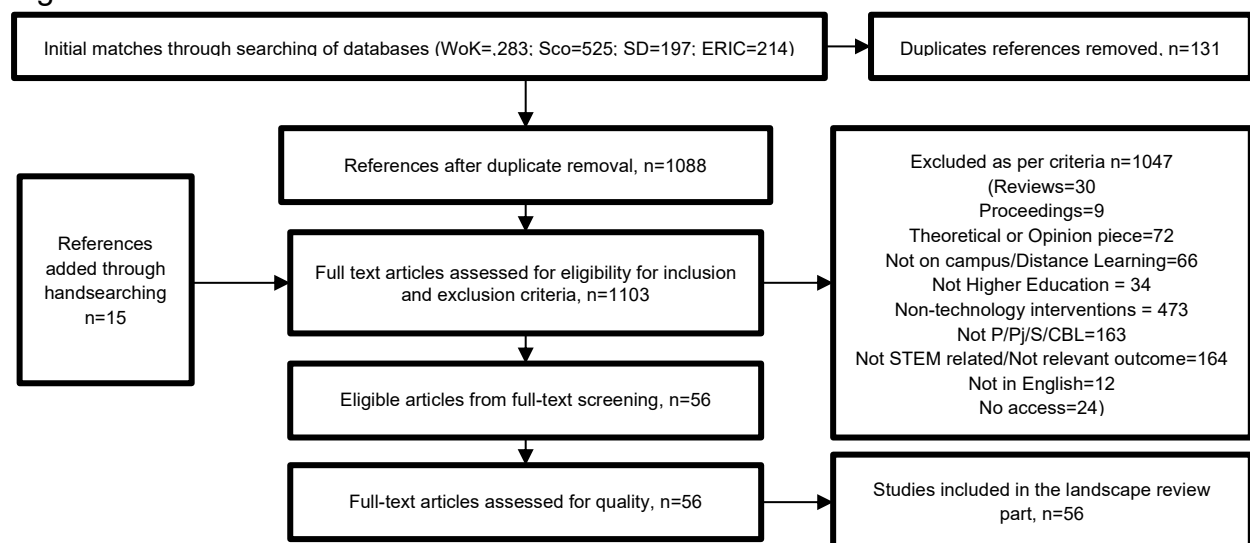 Initial matches through searching of databases (WoK=,283; Sco=525; SD=197; ERIC=214)
Duplicates references removed, n=131
References after duplicate removal, n=1088
References
added through
handsearching
n=15
Full text articles assessed for eligibility for inclusion
and exclusion criteria, n=1103
Excluded as per criteria n=1047
(Reviews=30
Proceedings=9
Theoretical or Opinion piece=72
Not on campus/Distance Learning=66
Not Higher Education = 34
Non-technology interventions = 473
Not P/Pj/S/CBL=163
Not STEM related/Not relevant outcome=164
Not in English=12
No access=24)
Eligible articles from full-text screening, n=56
Full-text articles assessed for quality, n=56
Studies included in the landscape review
part, n=56